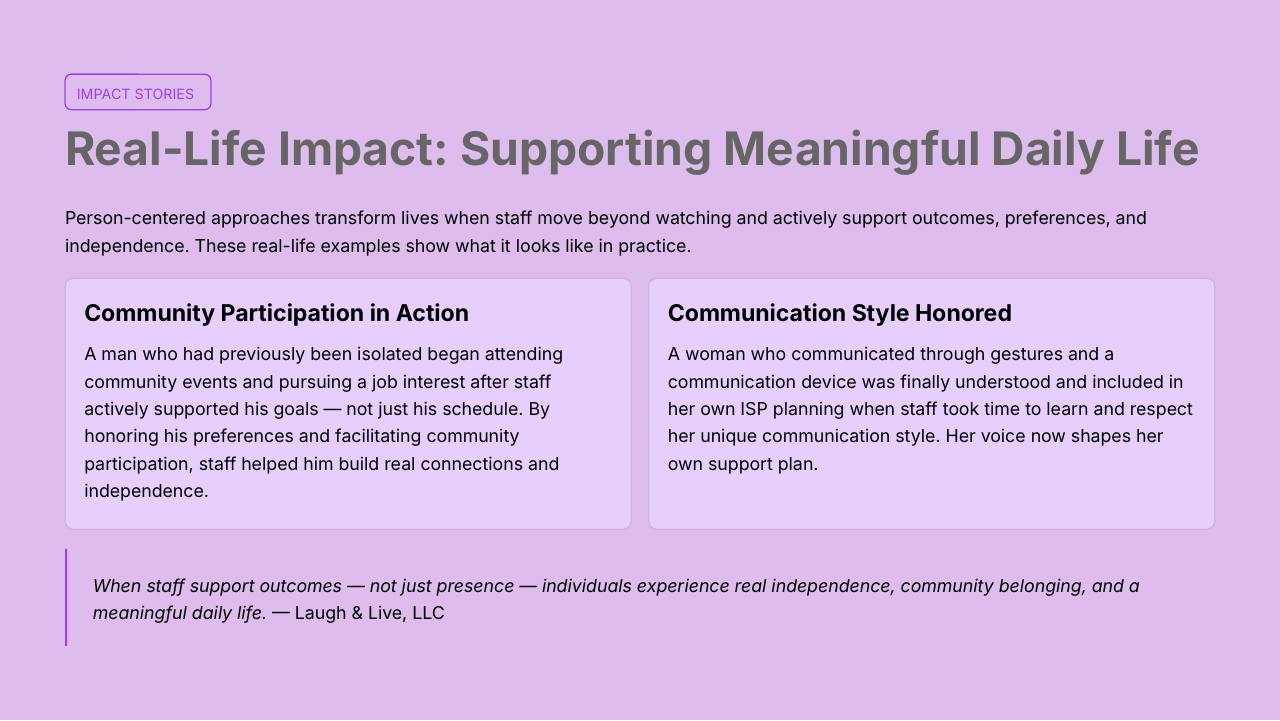 IMPACT STORIES
Real-Life Impact: Supporting Meaningful Daily Life
Person-centered approaches transform lives when staff move beyond watching and actively support outcomes, preferences, and
independence. These real-life examples show what it looks like in practice.
Community Participation in Action
A man who had previously been isolated began attending
community events and pursuing a job interest after staff
actively supported his goals — not just his schedule. By
honoring his preferences and facilitating community
participation, staff helped him build real connections and
independence.
Communication Style Honored
A woman who communicated through gestures and a
communication device was finally understood and included in
her own ISP planning when staff took time to learn and respect
her unique communication style. Her voice now shapes her
own support plan.
When staff support outcomes — not just presence — individuals experience real independence, community belonging, and a
meaningful daily life. — Laugh & Live, LLC